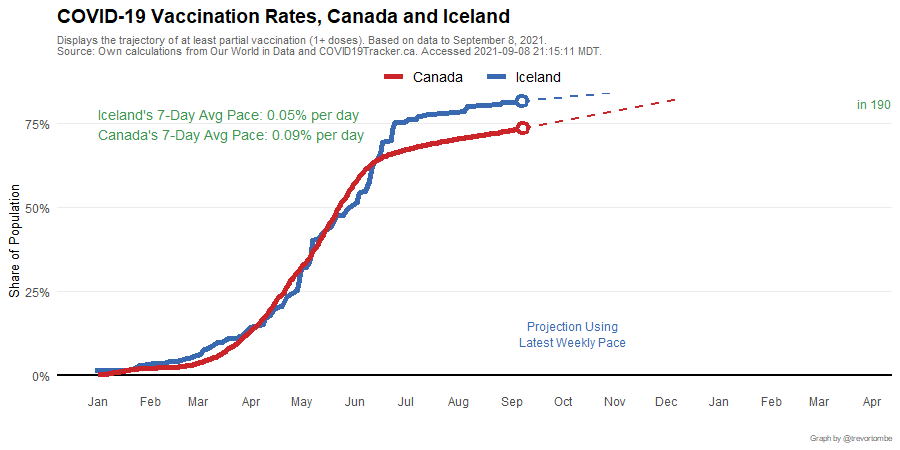 COVID-19 Vaccination Rates, Canada and Iceland
Displays the trajectory of at least partial vaccination (1+ doses). Based on data to September 8, 2021.
Source: Own calculations from Our World in Data and COVID19Tracker.ca. Accessed 2021-09-08 21:15:11 MDT.
Canada Iceland
Iceland's 7-Day Avg Pace: 0.05% per day
Canada's 7-Day Avg Pace: 0.09% per day
in 190
75%
50%
25%
0%
Share of Population
Projection Using
Latest Weekly Pace
Jan Feb Mar Apr May Jun Jul Aug Sep Oct Nov Dec Jan Feb Mar Apr
Graph by @trevortombe